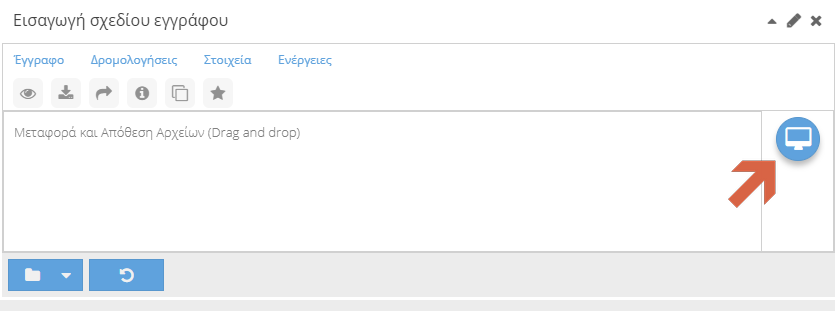 Εισαγωγή σχεδίου εγγράφου
Έγγραφο Δρομολογήσεις Στοιχεία Ενέργειες
Μεταφορά και Απόθεση Αρχείων (Drag and drop)